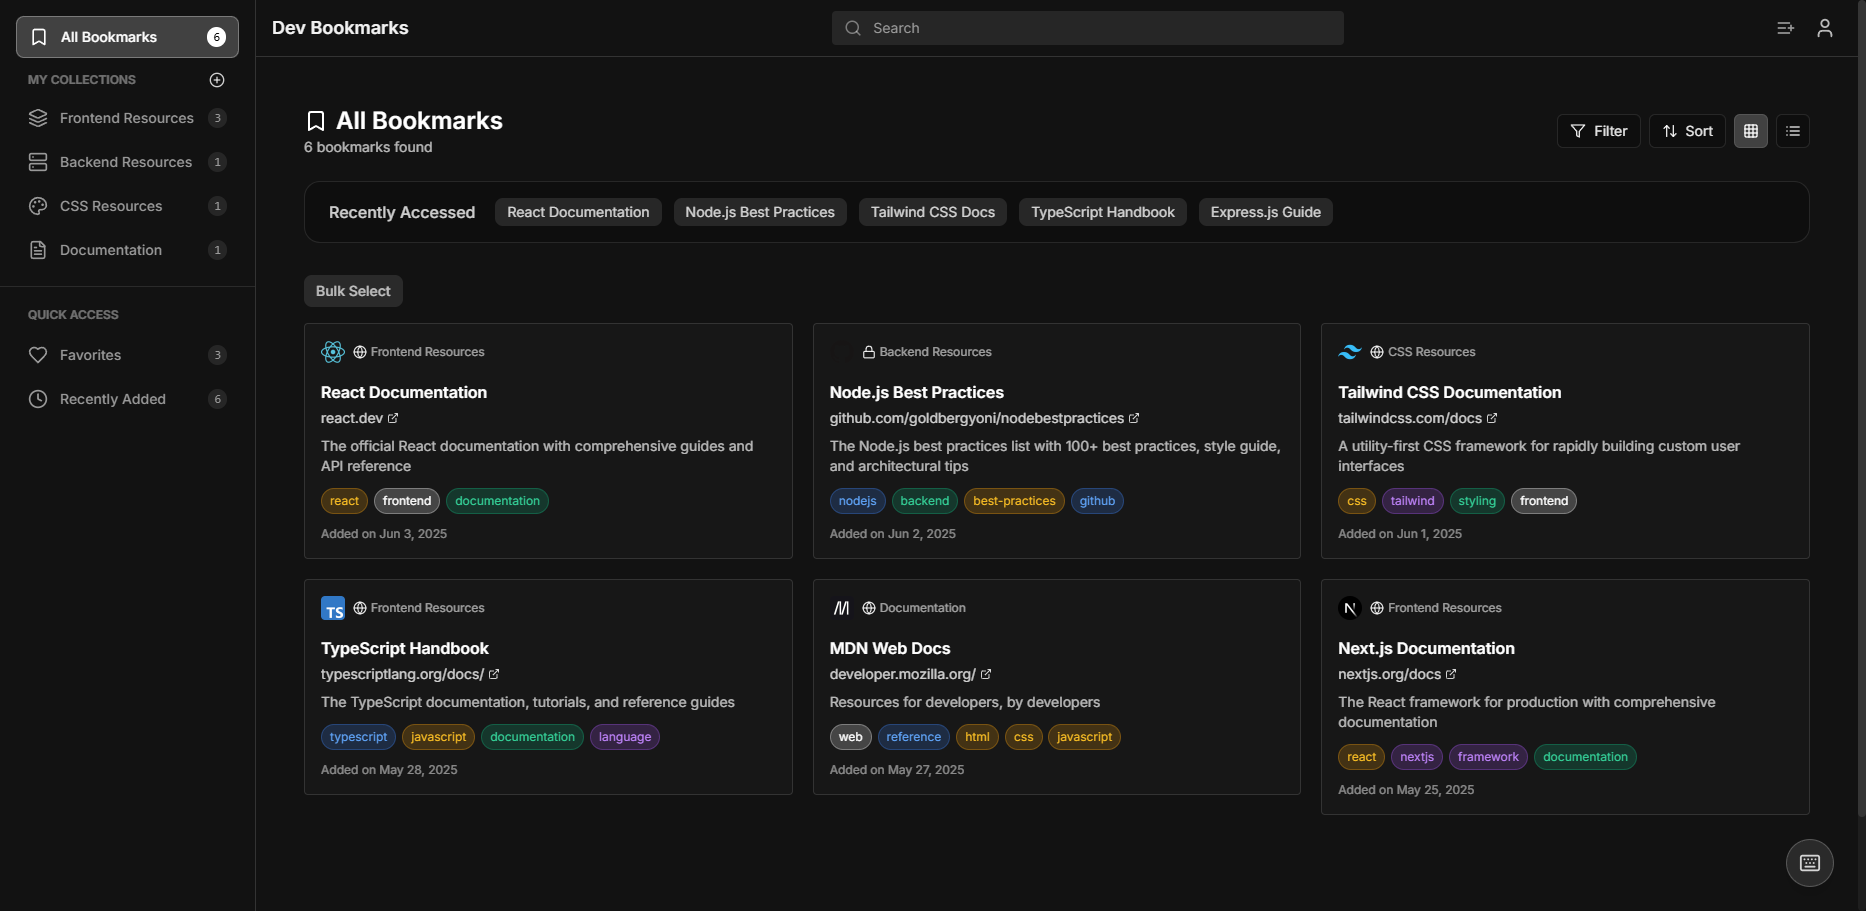 All Bookmarks 6
MY COLLECTIONS
Frontend Resources 3
Backend Resources 1
CSS Resources 1
Documentation 1
QUICK ACCESS
Favorites 3
Recently Added 6
Dev Bookmarks
Search
All Bookmarks
6 bookmarks found
Filter
Sort
Recently Accessed
React Documentation
Node.js Best Practices
Tailwind CSS Docs
TypeScript Handbook
Express.js Guide
Bulk Select
Frontend Resources
React Documentation
react.dev
The official React documentation with comprehensive guides and
API reference
react frontend documentation
Added on Jun 3, 2025
Backend Resources
Node.js Best Practices
github.com/goldbergyoni/nodebestpractices
The Node.js best practices list with 100+ best practices, style guide,
and architectural tips
nodejs backend best-practices github
Added on Jun 2, 2025
CSS Resources
Tailwind CSS Documentation
tailwindcss.com/docs
A utility-first CSS framework for rapidly building custom user
interfaces
css tailwind styling frontend
Added on Jun 1, 2025
TS Frontend Resources
TypeScript Handbook
typescriptlang.org/docs/
The TypeScript documentation, tutorials, and reference guides
typescript javascript documentation language
Added on May 28, 2025
M Documentation
MDN Web Docs
developer.mozilla.org/
Resources for developers, by developers
web reference html css javascript
Added on May 27, 2025
N Frontend Resources
Next.js Documentation
nextjs.org/docs
The React framework for production with comprehensive
documentation
react nextjs framework documentation
Added on May 25, 2025